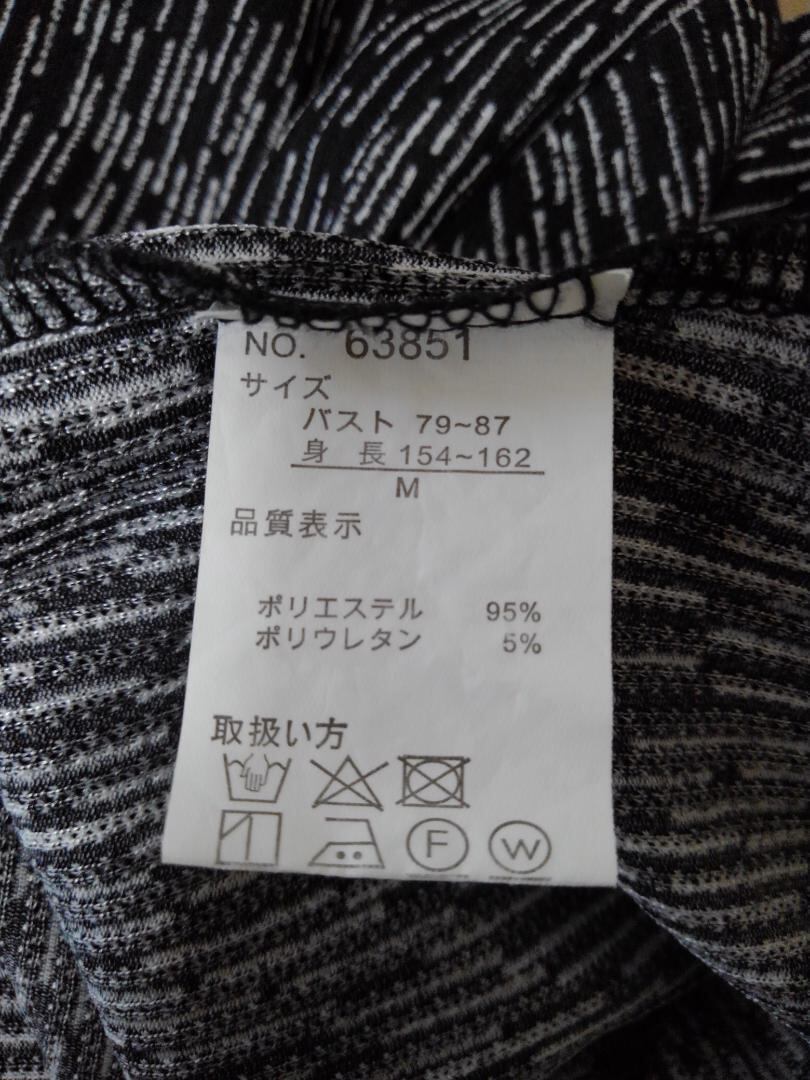 NO. 63851
サイズ
バスト 79~87
身 長 154~162
M
品質表示
ポリエステル 95%
ポリウレタン 5%
取扱い方
F W